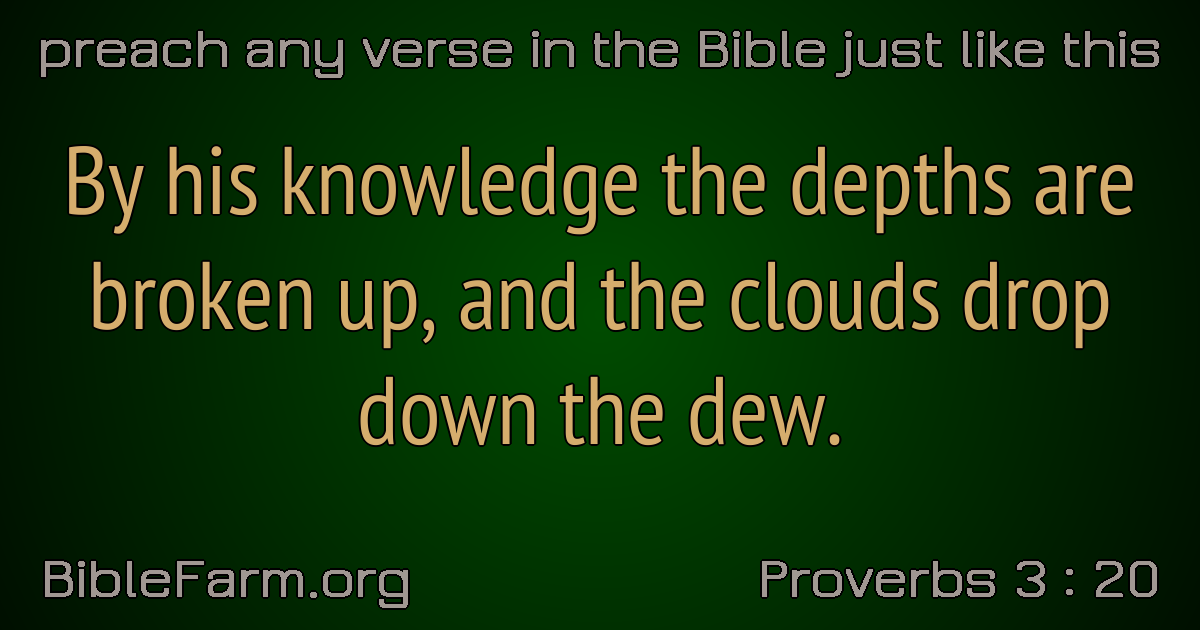 preach any verse in the Bible just like this
By his knowledge the depths are
broken up, and the clouds drop
down the dew.
BibleFarm.org
Proverbs 3 : 20